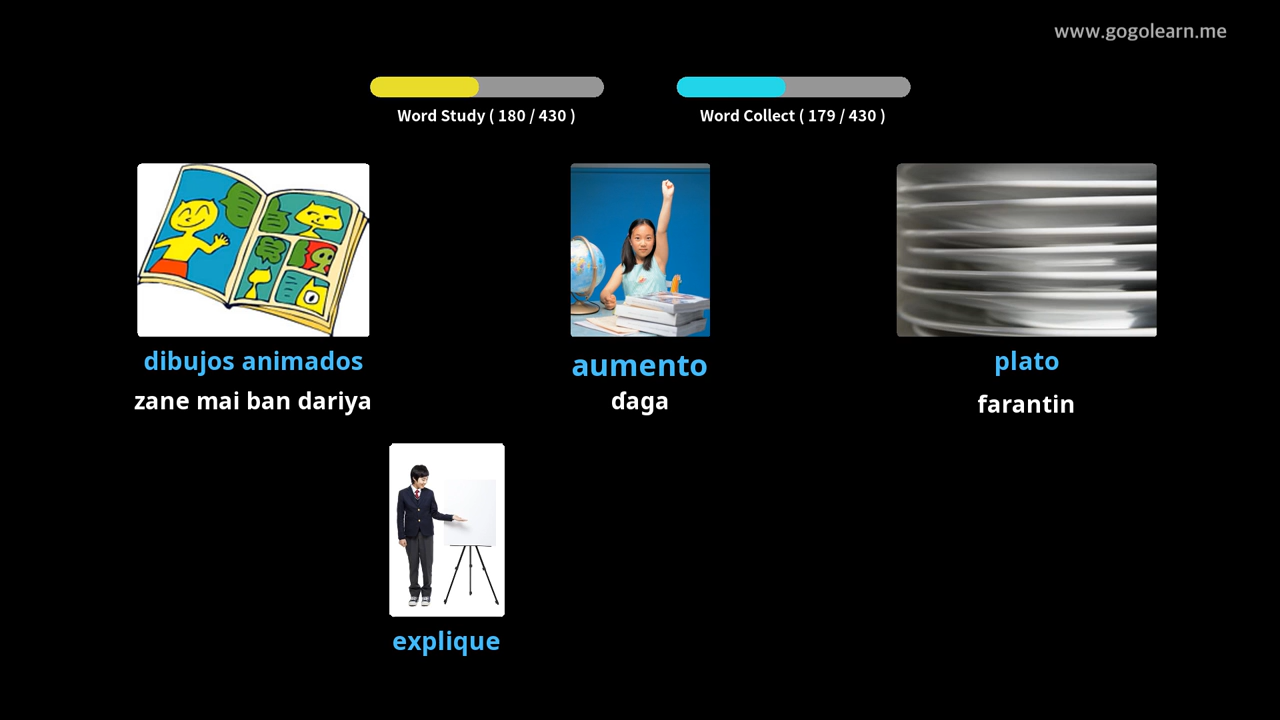 www.gogolearn.me
Word Study ( 180 / 430 )
Word Collect ( 179 / 430 )
dibujos animados
zane mai ban dariya
aumento
ɗaga
plato
farantin
explique